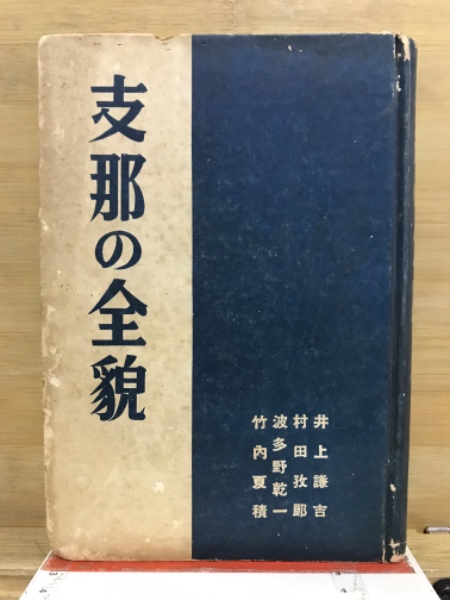 支那の全貌
井上謙吉
村田孜郎
波多野乾一
竹内夏積